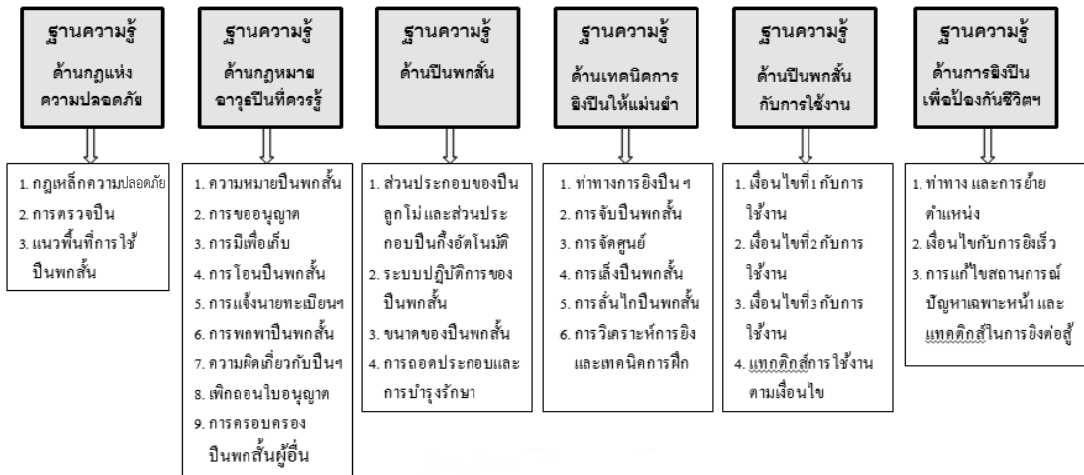 ฐานความรู้
ด้านกฎแห่ง
ความปลอดภัย
1. กฎเหล็กความปลอดภัย
2. การตรวจปืน
3. แนวพื้นที่การใช้
ปืนพกสั้น
ฐานความรู้
ด้านกฎหมาย
อาวุธปืนที่ควรรู้
1. ความหมายปืนพกสั้น
2. การขออนุญาต
3. การมีเพื่อเก็บ
4. การโอนปืนพกสั้น
5. การแจ้งนายทะเบียนฯ
6. การพกพาปืนพกสั้น
7. ความผิดเกี่ยวกับปืนฯ
8. เพิกถอนใบอนุญาต
9. การครอบครอง
ปืนพกสั้นผู้อื่น
ฐานความรู้
ด้านปืนพกสั้น
1. ส่วนประกอบของปืน
ลูกโม่และส่วนประ
กอบปืนกึ่งอัตโนมัติ
2. ระบบปฏิบัติการของ
ปืนพกสั้น
3. ขนาดของปืนพกสั้น
4. การถอดประกอบและ
การบำรุงรักษา
ฐานความรู้
ด้านเทคนิคการ
ยิงปืนให้แม่นยำ
1. ท่าทางการยิงปืน ๆ
2. การจับปืนพกสั้น
3. การจัดศูนย์
4. การเล็งปืนพกสั้น
5. การลั่นไกปืนพกสั้น
6. การวิเคราะห์การยิง
และเทคนิคการฝึก
ฐานความรู้
ด้านปืนพกสั้น
กับการใช้งาน
1. เงื่อนไขที่1 กับการ
ใช้งาน
2. เงื่อนไขที่2 กับการ
ใช้งาน
3. เงื่อนไขที่3 กับการ
ใช้งาน
4. แทกติกส์การใช้งาน
ตามเงื่อนไข
ฐานความรู้
ด้านการยิงปืน
เพื่อป้องกันชีวิตฯ
1. ท่าทาง และการย้าย
ตำแหน่ง
2. เงื่อนไขกับการยิงเร็ว
3. การแก้ไขสถานการณ์
ปัญหาเฉพาะหน้า และ
แทคติกส์ในการยิงต่อสู้